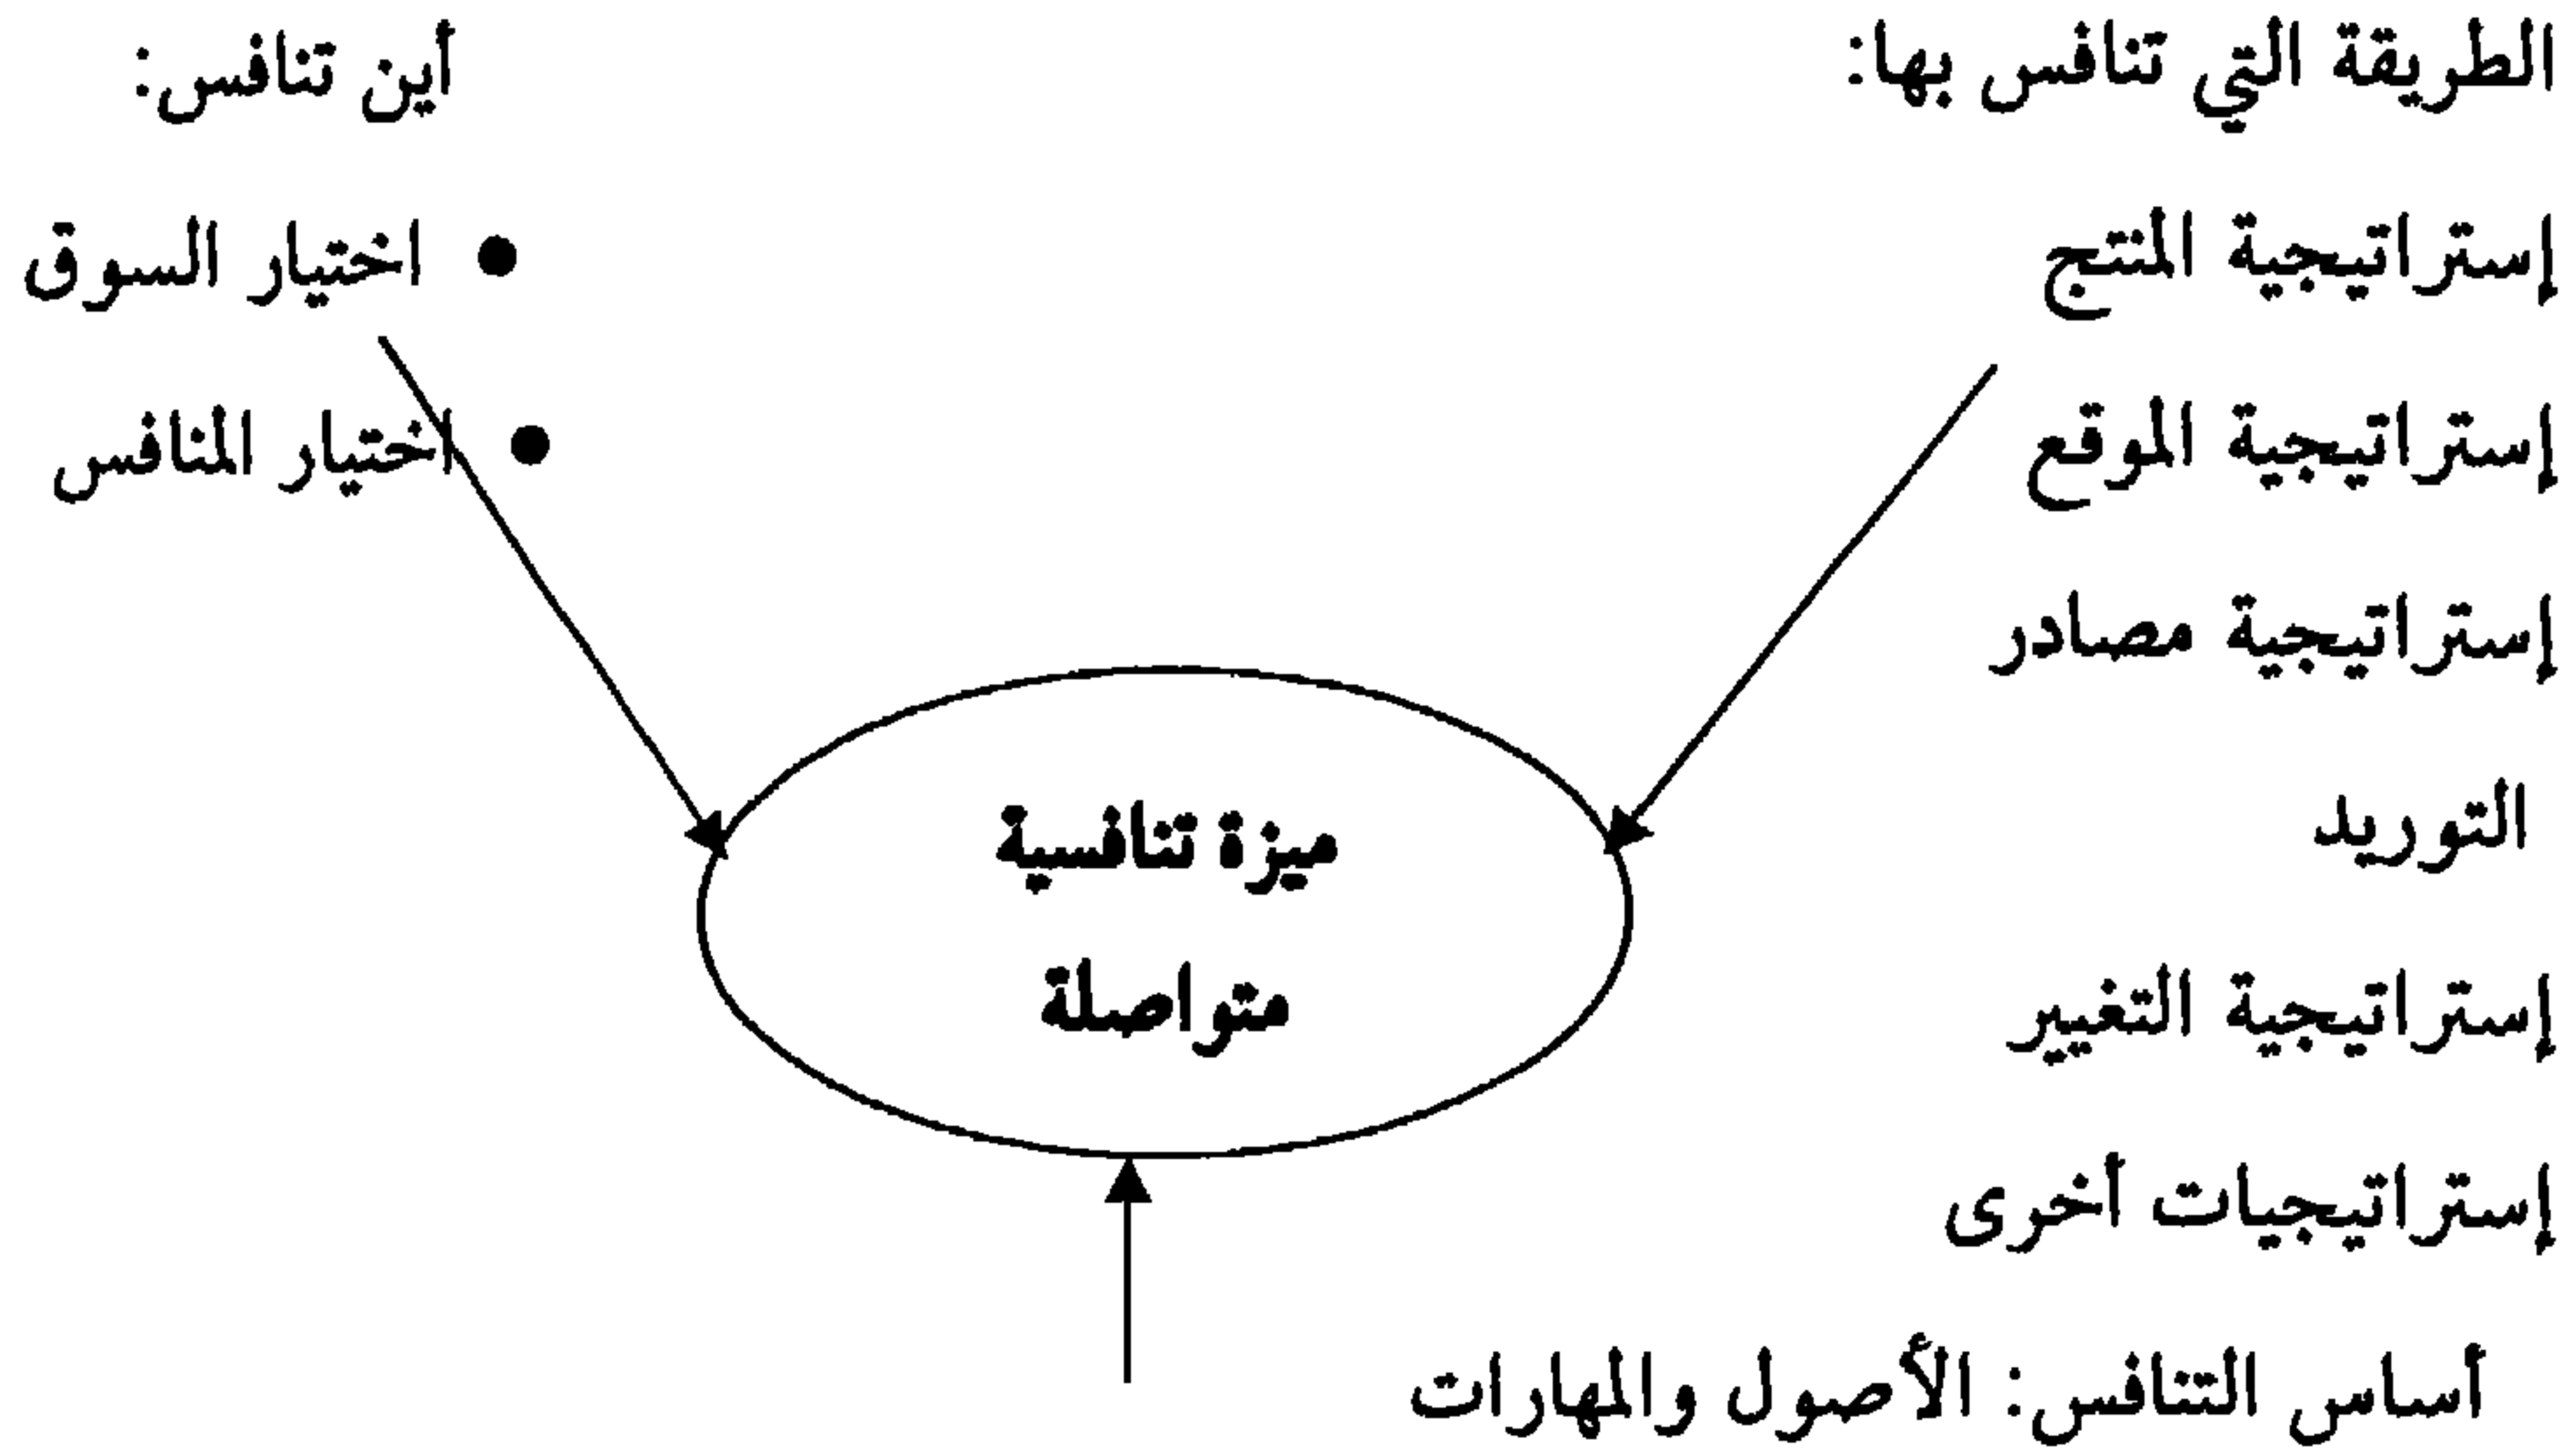 الطريقة التي تنافس بها:
إستراتيجية المنتج
إستراتيجية الموقع
إستراتيجية مصادر
التوريد
إستراتيجية التغيير
إستراتيجيات أخرى
أين تنافس:
● اختيار السوق
● اختيار المنافس
ميزة تنافسية
متواصلة
أساس التنافس: الأصول والمهارات